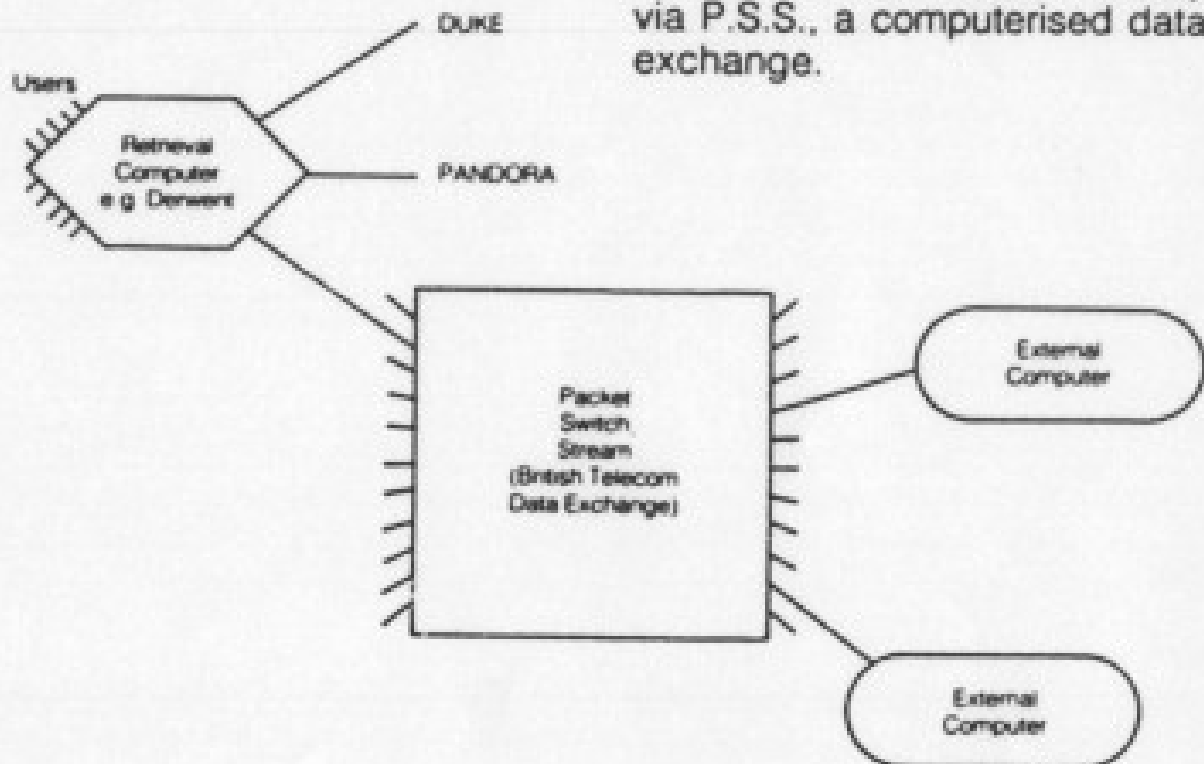 via P.S.S., a computerised data
exchange.
DUKE
Users
Retrieval
Computer
e.g. Derwent
PANDORA
Packet
Switch
Stream
(British Telecom
Data Exchange)
External
Computer
External
Computer